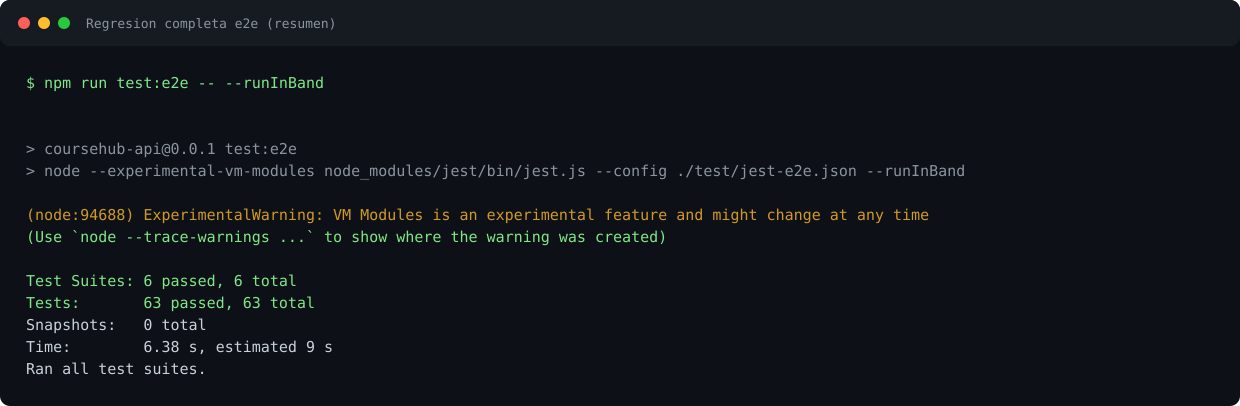 Regresion completa e2e (resumen)
$ npm run test:e2e -- --runInBand
> coursehub-api@0.0.1 test:e2e
> node --experimental-vm-modules node_modules/jest/bin/jest.js --config ./test/jest-e2e.json --runInBand
(node:94688) ExperimentalWarning: VM Modules is an experimental feature and might change at any time
(Use `node --trace-warnings ...` to show where the warning was created)
Test Suites: 6 passed, 6 total
Tests:       63 passed, 63 total
Snapshots:   0 total
Time:        6.38 s, estimated 9 s
Ran all test suites.